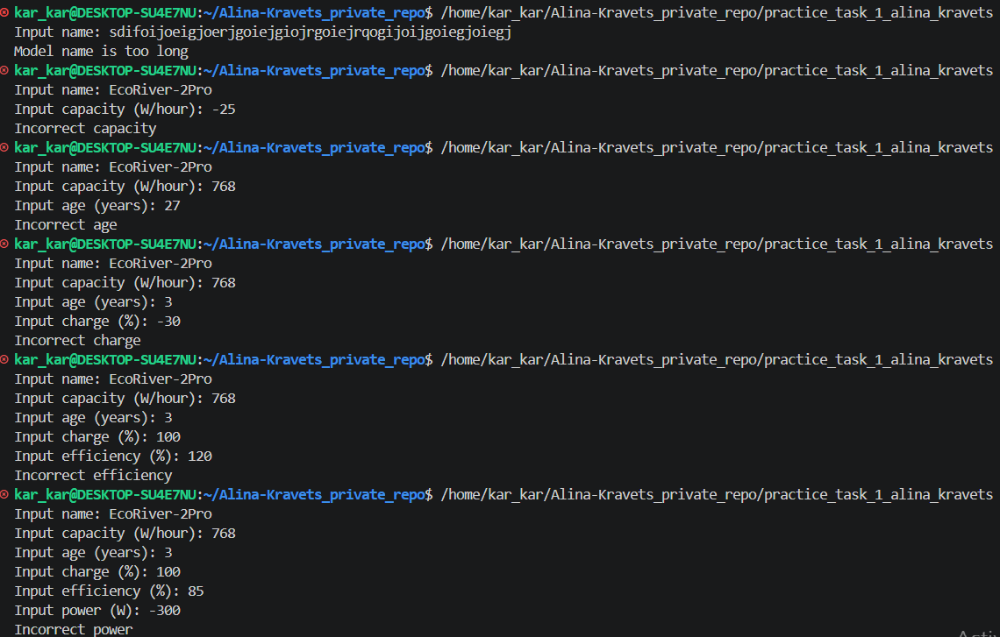 kar_kar@DESKTOP-SU4E7NU:~/Alina-Kravets_private_repo$ /home/kar_kar/Alina-Kravets_private_repo/practice_task_1_alina_kravets
Input name: sdifoijoeigjoerjgoiejgiojrgoiejrqogijoijgoiegjoiegj
Model name is too long
kar_kar@DESKTOP-SU4E7NU:~/Alina-Kravets_private_repo$ /home/kar_kar/Alina-Kravets_private_repo/practice_task_1_alina_kravets
Input name: EcoRiver-2Pro
Input capacity (W/hour): -25
Incorrect capacity
kar_kar@DESKTOP-SU4E7NU:~/Alina-Kravets_private_repo$ /home/kar_kar/Alina-Kravets_private_repo/practice_task_1_alina_kravets
Input name: EcoRiver-2Pro
Input capacity (W/hour): 768
Input age (years): 27
Incorrect age
kar_kar@DESKTOP-SU4E7NU:~/Alina-Kravets_private_repo$ /home/kar_kar/Alina-Kravets_private_repo/practice_task_1_alina_kravets
Input name: EcoRiver-2Pro
Input capacity (W/hour): 768
Input age (years): 3
Input charge (%): -30
Incorrect charge
kar_kar@DESKTOP-SU4E7NU:~/Alina-Kravets_private_repo$ /home/kar_kar/Alina-Kravets_private_repo/practice_task_1_alina_kravets
Input name: EcoRiver-2Pro
Input capacity (W/hour): 768
Input age (years): 3
Input charge (%): 100
Input efficiency (%): 120
Incorrect efficiency
kar_kar@DESKTOP-SU4E7NU:~/Alina-Kravets_private_repo$ /home/kar_kar/Alina-Kravets_private_repo/practice_task_1_alina_kravets
Input name: EcoRiver-2Pro
Input capacity (W/hour): 768
Input age (years): 3
Input charge (%): 100
Input efficiency (%): 85
Input power (W): -300
Incorrect power